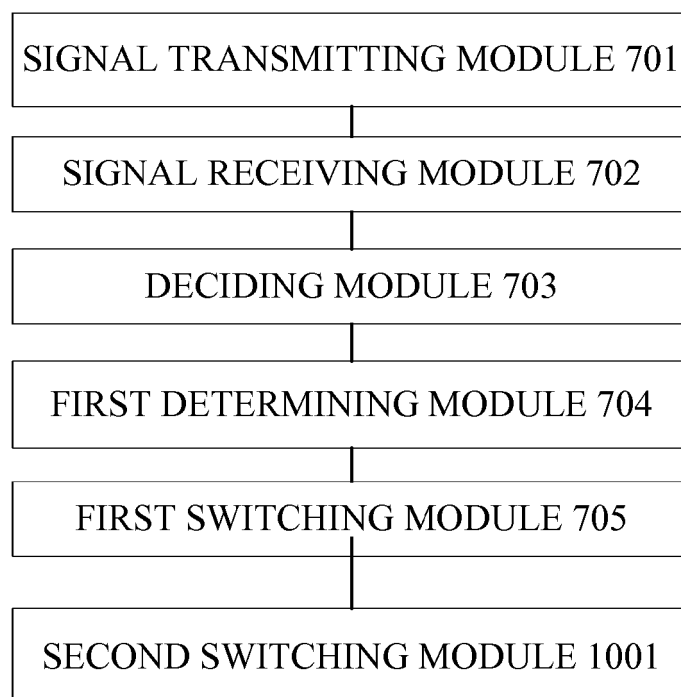 SIGNAL TRANSMITTING MODULE 701
SIGNAL RECEIVING MODULE 702
DECIDING MODULE 703
FIRST DETERMINING MODULE 704
FIRST SWITCHING MODULE 705
SECOND SWITCHING MODULE 1001